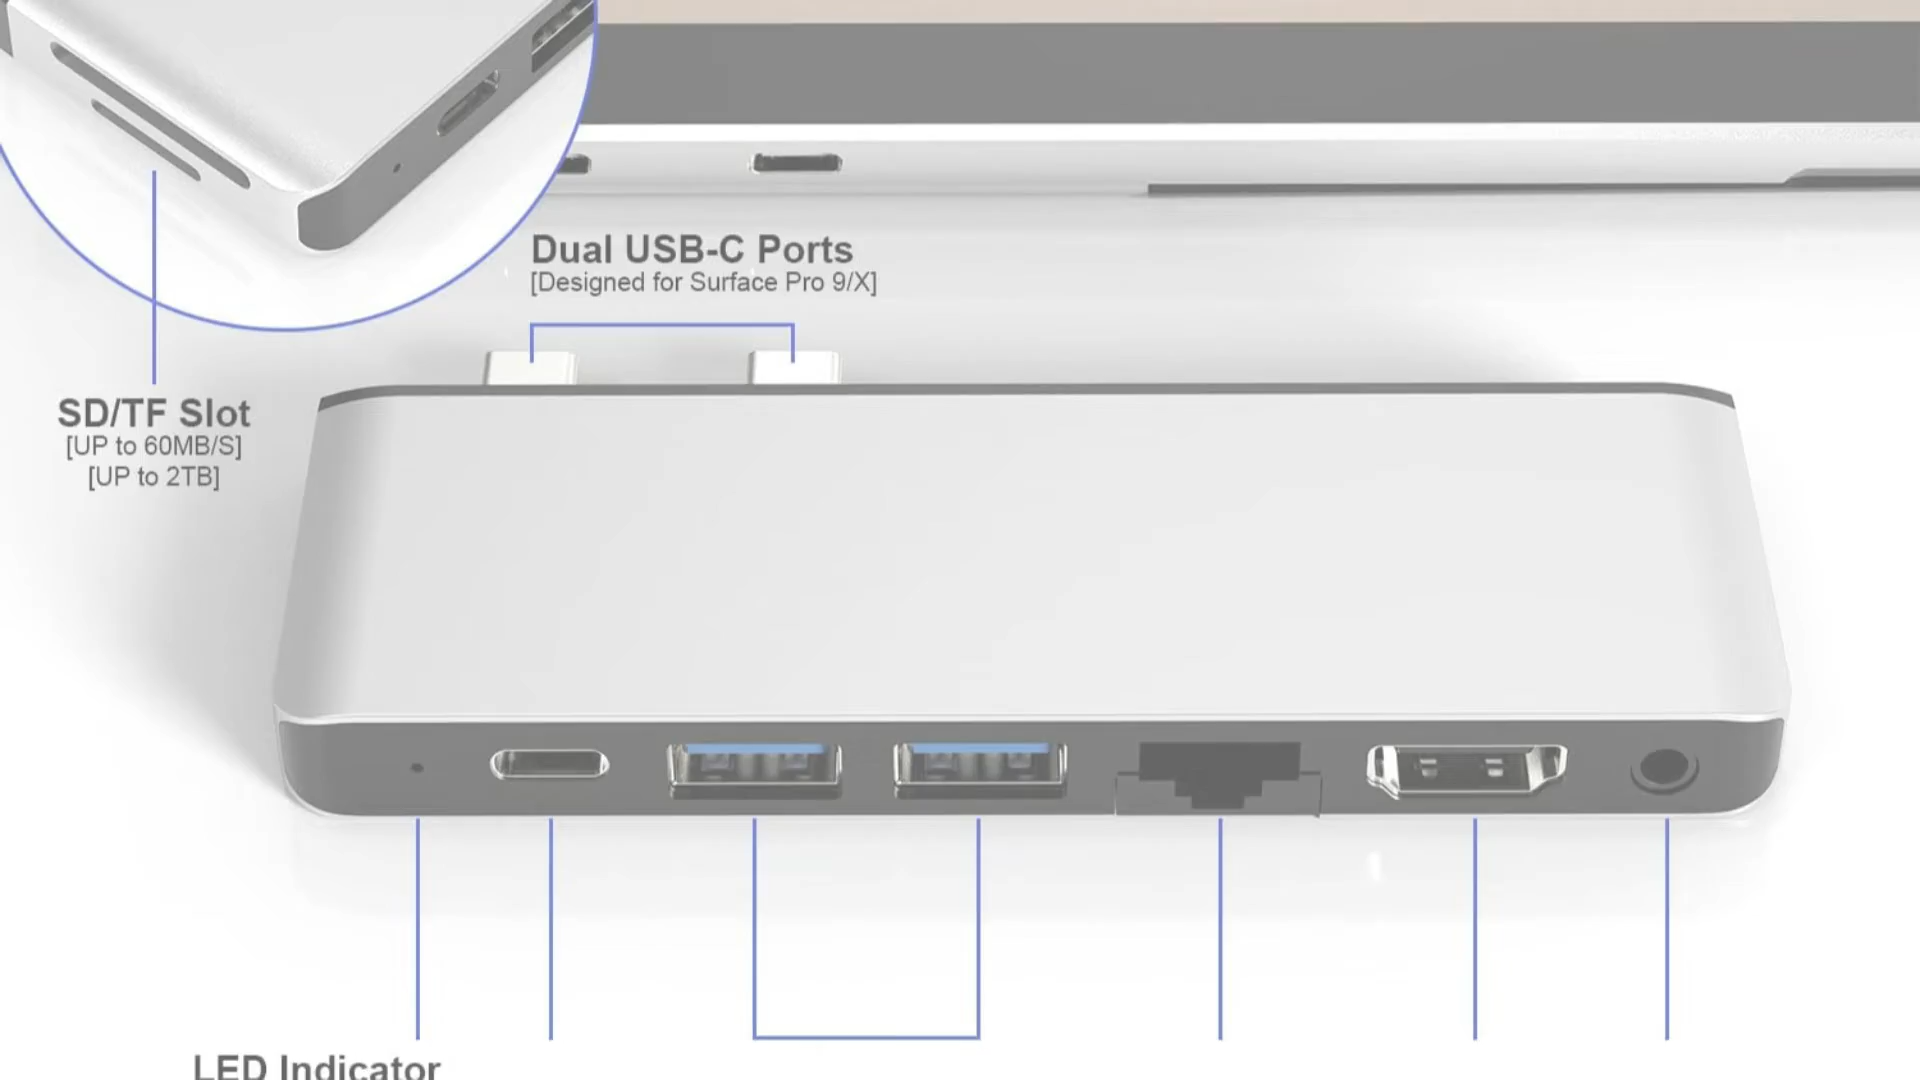 Dual USB-C Ports
[Designed for Surface Pro 9/X]
SD/TF Slot
[UP to 60MB/S]
[UP to 2TB]
LED Indicator